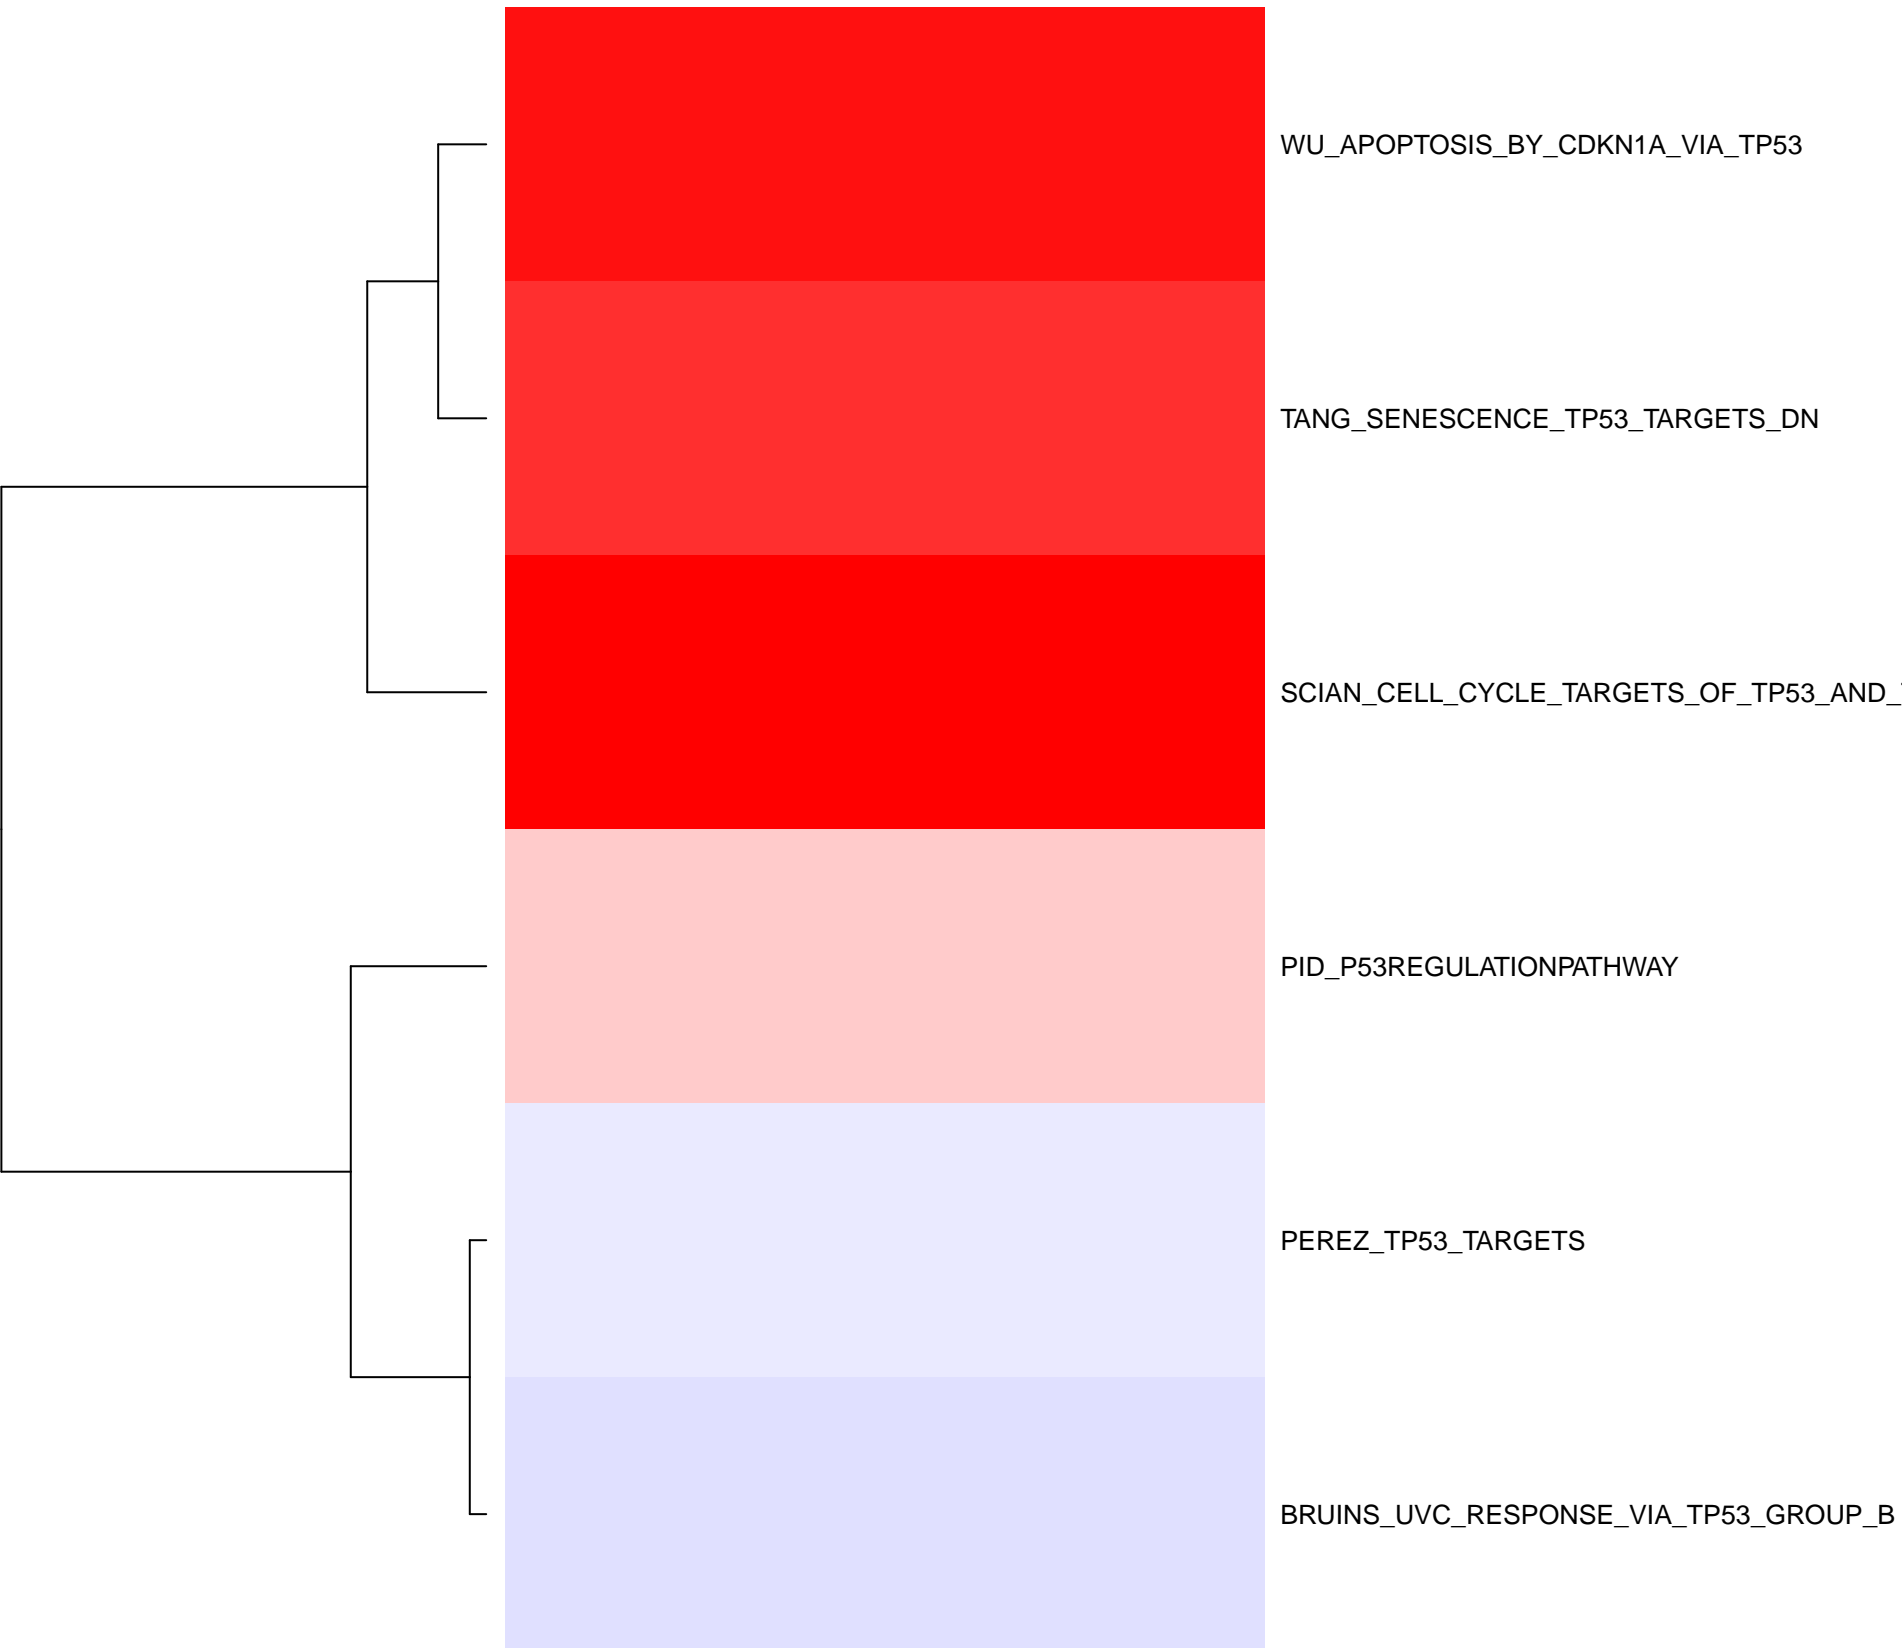 WU_APOPTOSIS_BY_CDKN1A_VIA_TP53
TANG_SENESCENCE_TP53_TARGETS_DN
SCIAN_CELL_CYCLE_TARGETS_OF_TP53_AND_
PID_P53REGULATIONPATHWAY
PEREZ_TP53_TARGETS
BRUINS_UVC_RESPONSE_VIA_TP53_GROUP_B